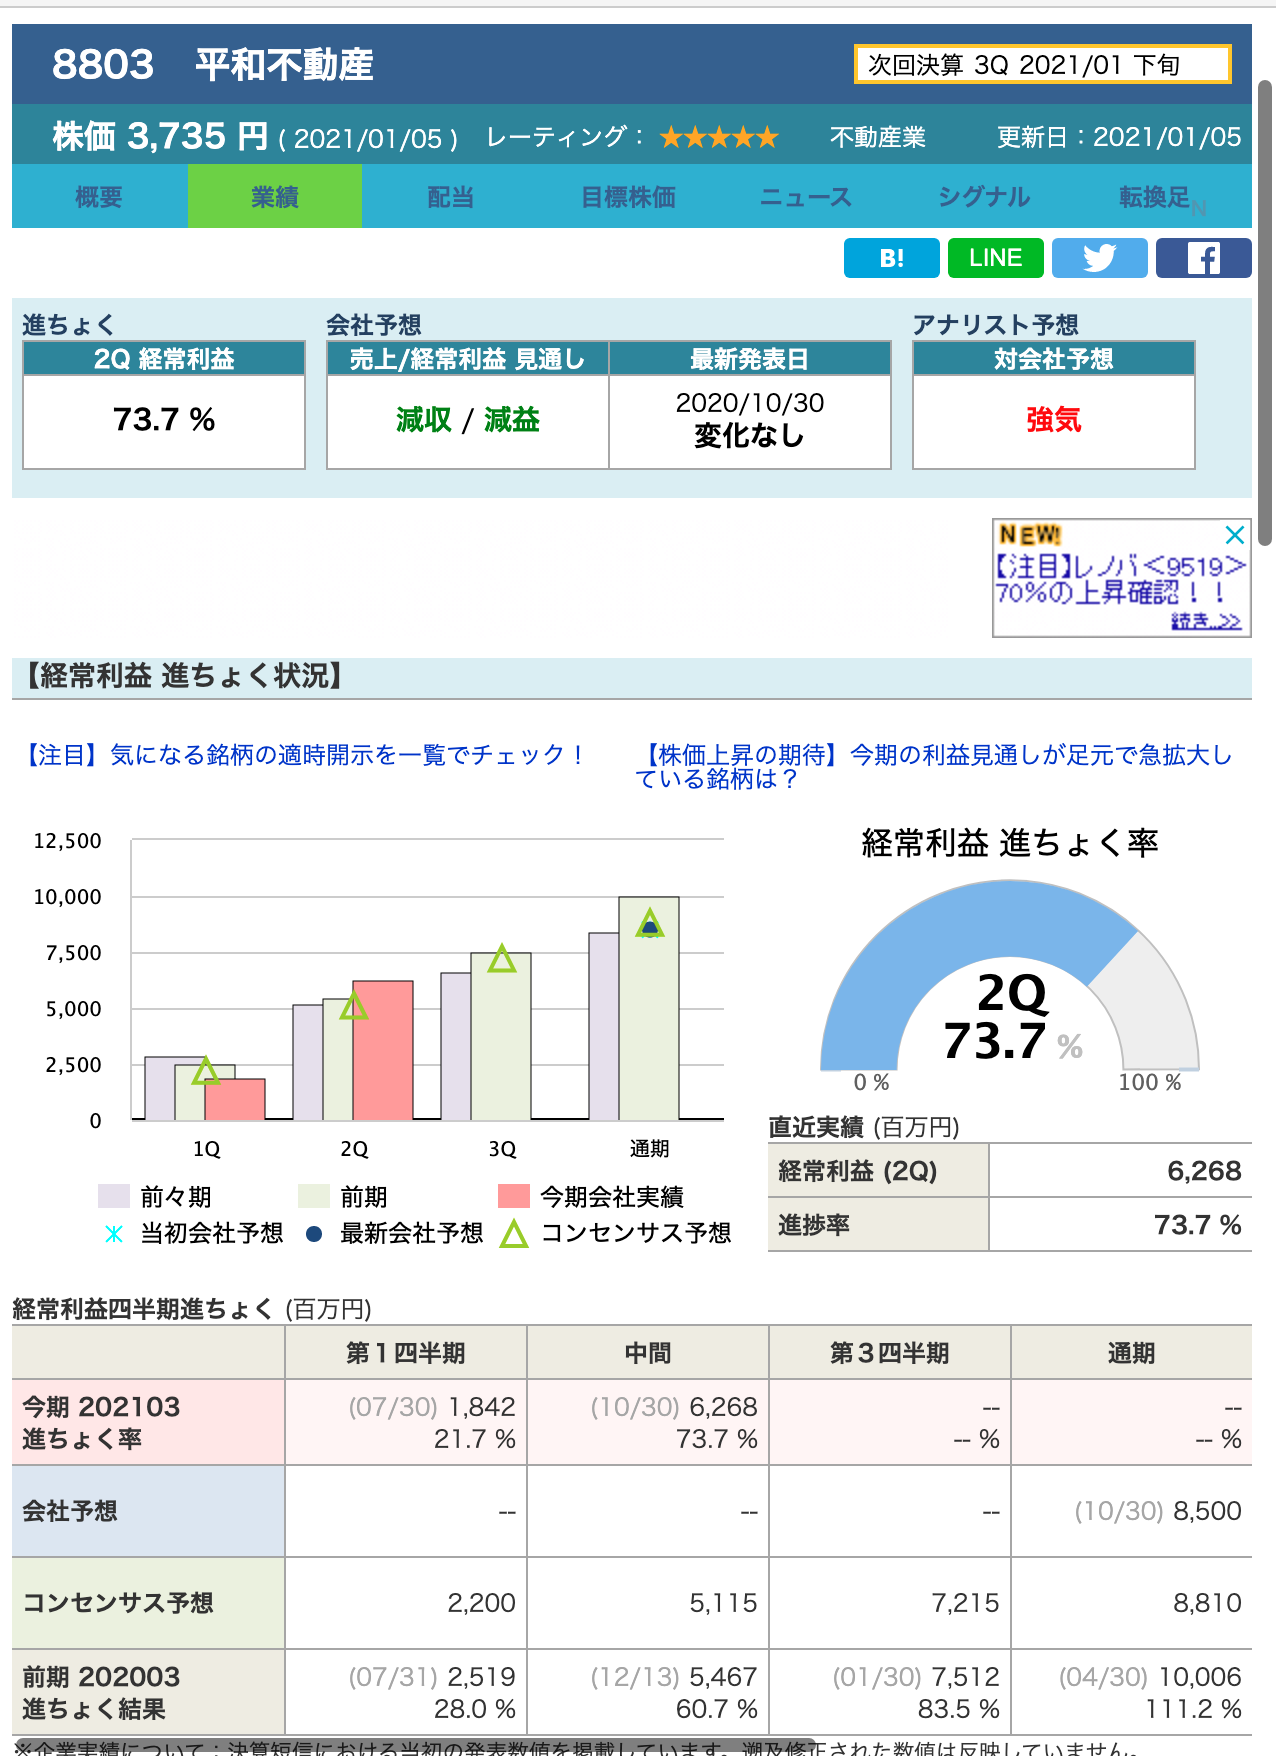 8803 平和不動産
次回決算 3Q 2021/01 下旬
株価 3,735 円 ( 2021/01/05 ) レーティング： ★★★★★ 不動産業 更新日：2021/01/05
概要 業績 配当 目標株価 ニュース シグナル 転換足 N
B! LINE
進ちょく 会社予想 アナリスト予想
2Q 経常利益 売上/経常利益 見通し 最新発表日 対会社予想
73.7 % 減収 / 減益 2020/10/30 強気
変化なし
NEW!
【注目】レノバ<9519>
70%の上昇確認！！
続き..>>
【経常利益 進ちょく状況】
【注目】気になる銘柄の適時開示を一覧でチェック！
【株価上昇の期待】今期の利益見通しが足元で急拡大し
ている銘柄は？
12,500
10,000
7,500
5,000
2,500
0
1Q 2Q 3Q 通期
前々期 前期 今期会社実績
当初会社予想 最新会社予想 コンセンサス予想
経常利益 進ちょく率
2Q
73.7 %
0 % 100 %
直近実績 (百万円)
経常利益 (2Q) 6,268
進捗率 73.7 %
経常利益四半期進ちょく (百万円)
第１四半期 中間 第３四半期 通期
今期 202103 (07/30) 1,842 (10/30) 6,268 -- --
進ちょく率 21.7 % 73.7 % -- % -- %
会社予想 -- -- -- (10/30) 8,500
コンセンサス予想 2,200 5,115 7,215 8,810
前期 202003 (07/31) 2,519 (12/13) 5,467 (01/30) 7,512 (04/30) 10,006
進ちょく結果 28.0 % 60.7 % 83.5 % 111.2 %
※企業実績について：決算短信における当初の発表数値を掲載しています。遡及修正された数値は反映していません。